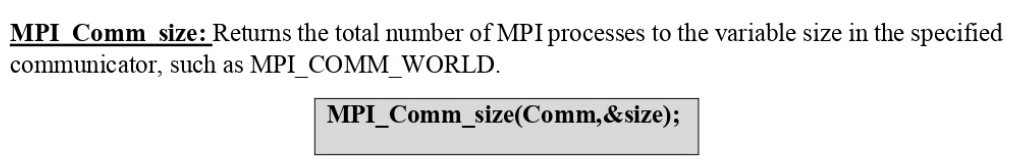 MPI_Comm_size: Returns the total number of MPI processes to the variable size in the specified
communicator, such as MPI_COMM_WORLD.
MPI_Comm_size(Comm,&size);